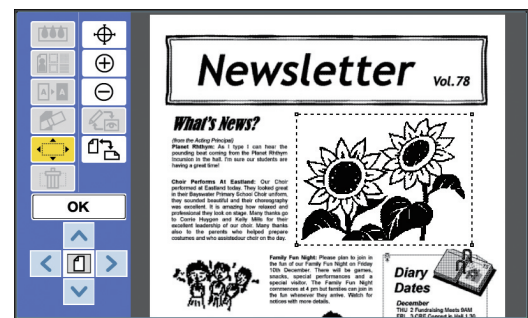 OK
Newsletter Vol. 78
What's News?
(from the Acting Principal)
Planet Rhthym: As I type I can hear the
pounding beat coming from the Planet Rhthym
Incursion in the hall. I'm sure our students are
having a great time!
Choir Performs At Eastland: Our Choir
performed at Eastland today. They looked great
in their Bayswater Primary School Choir uniform,
they sounded beautiful and their choreography
was excellent. It is amazing how relaxed and
professional they look on stage. Many thanks go
to Corrie Huygen and Kelly Mills for their
excellent leadership of our choir. Many thanks
also to the parents who helped prepare
costumes and who assistedour choir on the day.
Family Fun Night: Please plan to join in
the fun of our Family Fun Night on Friday
10th December. There will be games,
snacks, special performances and a
special visitor. The Family Fun Night
commences at 4 pm but families can join in
the fun whenever they arrive. Watch for
notices with more details.
Diary
Dates
December
THU 2 Fundraising Meets 9AM